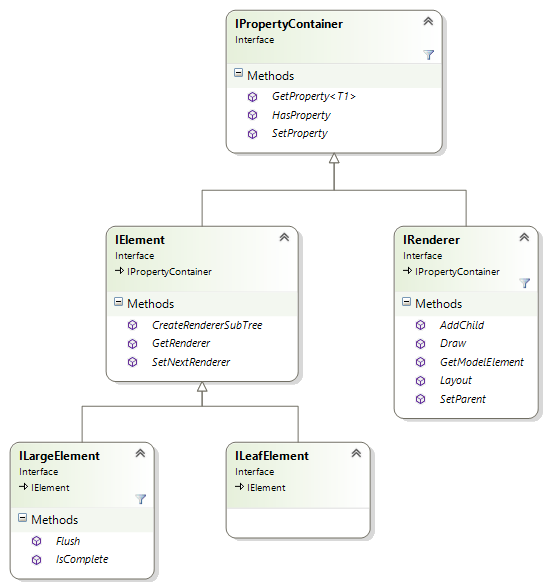 IPropertyContainer
Interface
Methods
GetProperty<T1>
HasProperty
SetProperty
IElement
Interface
IPropertyContainer
Methods
CreateRendererSubTree
GetRenderer
SetNextRenderer
IRenderer
Interface
IPropertyContainer
Methods
AddChild
Draw
GetModelElement
Layout
SetParent
ILargeElement
Interface
IElement
Methods
Flush
IsComplete
ILeafElement
Interface
IElement